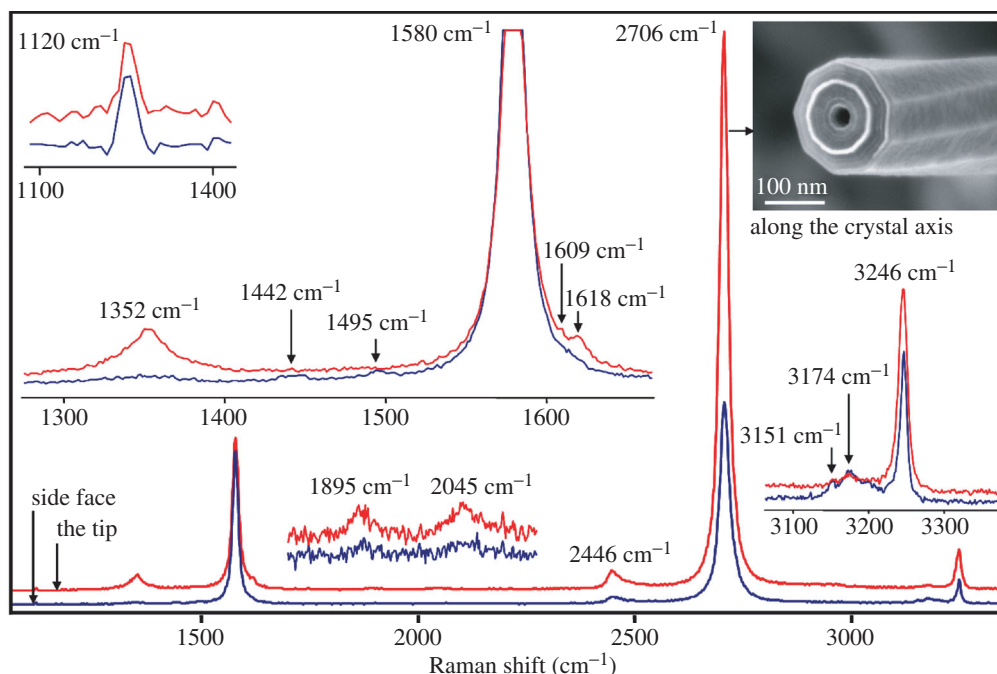 1120 cm⁻¹
1100 1400
1580 cm⁻¹
2706 cm⁻¹
100 nm
along the crystal axis
1352 cm⁻¹
1442 cm⁻¹
1495 cm⁻¹
1609 cm⁻¹
1618 cm⁻¹
1300 1400 1500 1600
3246 cm⁻¹
3174 cm⁻¹
3151 cm⁻¹
3100 3200 3300
side face
the tip
1895 cm⁻¹ 2045 cm⁻¹
2446 cm⁻¹
1500 2000 2500 3000
Raman shift (cm⁻¹)